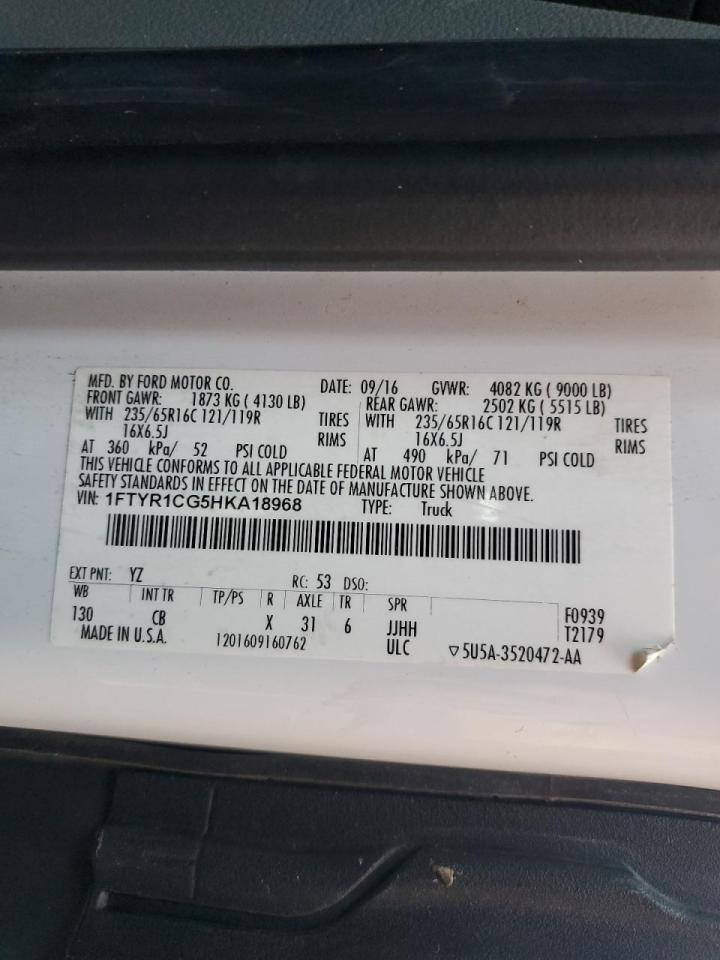 MFD. BY FORD MOTOR CO. DATE: 09/16 GVWR: 4082 KG ( 9000 LB)
FRONT GAWR: 1873 KG ( 4130 LB) REAR GAWR: 2502 KG ( 5515 LB)
WITH 235/65R16C 121/119R TIRES WITH 235/65R16C 121/119R TIRES
16X6.5J RIMS 16X6.5J RIMS
AT 360 kPa/ 52 PSI COLD AT 490 kPa/ 71 PSI COLD
THIS VEHICLE CONFORMS TO ALL APPLICABLE FEDERAL MOTOR VEHICLE
SAFETY STANDARDS IN EFFECT ON THE DATE OF MANUFACTURE SHOWN ABOVE.
VIN: 1FTYR1CG5HKA18968 TYPE: Truck
EXT PNT: YZ RC: 53 DSO:
WB INT TR TP/PS R AXLE TR SPR F0939
130 CB X 31 6 JJHH T2179
MADE IN U.S.A. 1201609160762 ULC ▽5U5A-3520472-AA